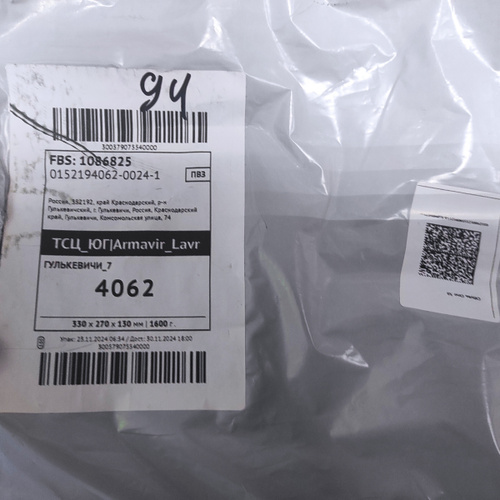 94
300379073340000
FBS: 1086825
0152194062-0024-1
ПВЗ
Россия, 352192, край Краснодарский, р-н
Гулькевичский, г. Гулькевичи, Россия, Краснодарский
край, Гулькевичи, Комсомольская улица, 74
ТСЦ_ЮГ|Armavir_Lavr
ГУЛЬКЕВИЧИ_7
4062
330 x 270 x 130 мм | 1600 г.
Упак: 25.11.2024 06:54 / Дост: 30.11.2024 18:00
300379073340000